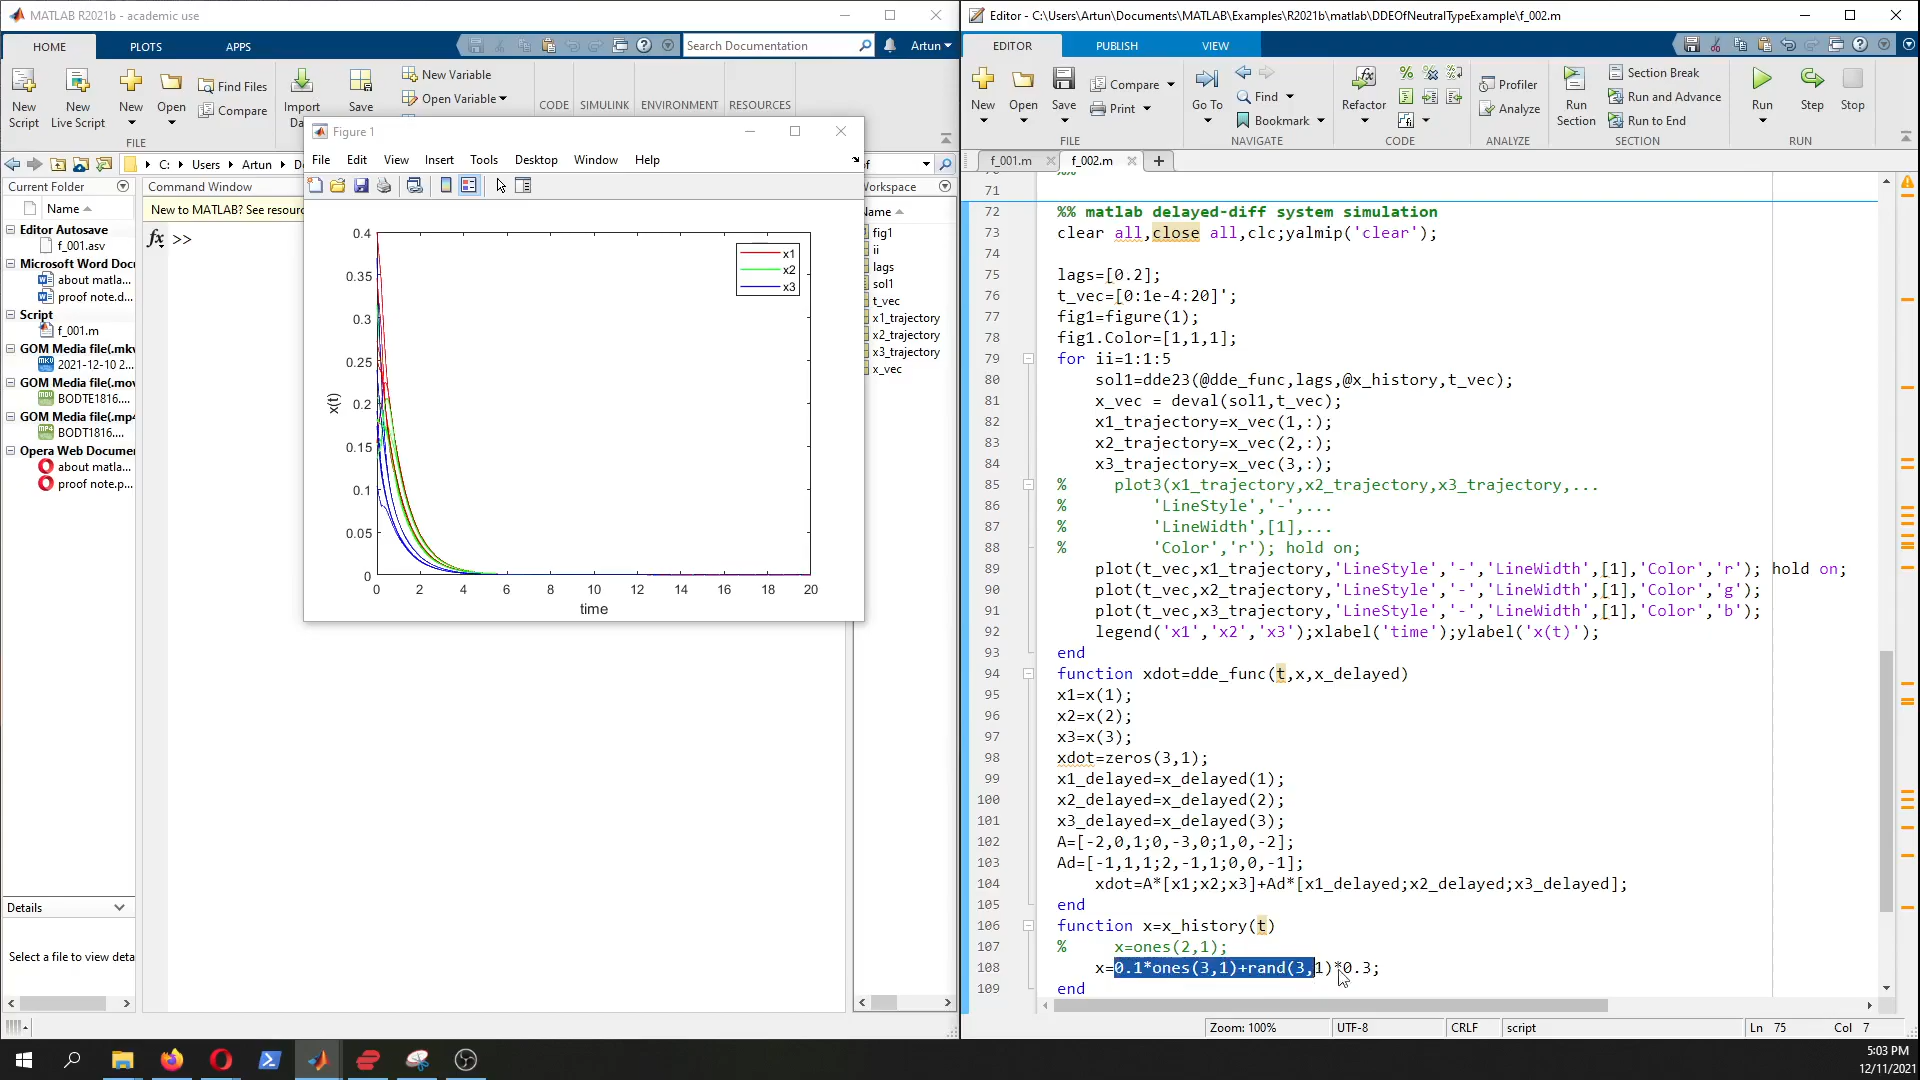 MATLAB R2021b - academic use
HOME
PLOTS
APPS
Search Documentation
Artun
New Script
New Live Script
New
Open
Find Files
Compare
Import
Save
New Variable
Open Variable
CODE
SIMULINK
ENVIRONMENT
RESOURCES
FILE
C:
Users
Artun
Current Folder
Name
Editor Autosave
f_001.asv
Microsoft Word Docu
about matla...
proof note.d...
Script
f_001.m
GOM Media file(.mkv
2021-12-10 2...
GOM Media file(.mov
BODTE1816....
GOM Media file(.mp4
BODT1816....
Opera Web Documen
about matla...
proof note.p...
Details
Select a file to view deta
Command Window
New to MATLAB? See resourc
fx >>
Figure 1
File
Edit
View
Insert
Tools
Desktop
Window
Help
0.4
0.35
0.3
0.25
0.2
0.15
0.1
0.05
0
x(t)
x1
x2
x3
0 2 4 6 8 10 12 14 16 18 20
time
Workspace
Name
fig1
ii
lags
sol1
t_vec
x1_trajectory
x2_trajectory
x3_trajectory
x_vec
Editor - C:\Users\Artun\Documents\MATLAB\Examples\R2021b\matlab\DDEOfNeutralTypeExample\f_002.m
EDITOR
PUBLISH
VIEW
New
Open
Save
Compare
Print
Go To
Find
Bookmark
Refactor
Profiler
Analyze
Run Section
Section Break
Run and Advance
Run to End
Run
Step
Stop
FILE
NAVIGATE
CODE
ANALYZE
SECTION
RUN
f_001.m
f_002.m
70 %%
71
72 %% matlab delayed-diff system simulation
73 clear all,close all,clc;yalmip('clear');
74
75 lags=[0.2];
76 t_vec=[0:1e-4:20]';
77 fig1=figure(1);
78 fig1.Color=[1,1,1];
79 for ii=1:1:5
80 sol1=dde23(@dde_func,lags,@x_history,t_vec);
81 x_vec = deval(sol1,t_vec);
82 x1_trajectory=x_vec(1,:);
83 x2_trajectory=x_vec(2,:);
84 x3_trajectory=x_vec(3,:);
85 % plot3(x1_trajectory,x2_trajectory,x3_trajectory,...
86 % 'LineStyle','-',...
87 % 'LineWidth',[1],...
88 % 'Color','r'); hold on;
89 plot(t_vec,x1_trajectory,'LineStyle','-','LineWidth',[1],'Color','r'); hold on;
90 plot(t_vec,x2_trajectory,'LineStyle','-','LineWidth',[1],'Color','g');
91 plot(t_vec,x3_trajectory,'LineStyle','-','LineWidth',[1],'Color','b');
92 legend('x1','x2','x3');xlabel('time');ylabel('x(t)');
93 end
94 function xdot=dde_func(t,x,x_delayed)
95 x1=x(1);
96 x2=x(2);
97 x3=x(3);
98 xdot=zeros(3,1);
99 x1_delayed=x_delayed(1);
100 x2_delayed=x_delayed(2);
101 x3_delayed=x_delayed(3);
102 A=[-2,0,1;0,-3,0;1,0,-2];
103 Ad=[-1,1,1;2,-1,1;0,0,-1];
104 xdot=A*[x1;x2;x3]+Ad*[x1_delayed;x2_delayed;x3_delayed];
105 end
106 function x=x_history(t)
107 % x=ones(2,1);
108 x=0.1*ones(3,1)+rand(3,1)*0.3;
109 end
Zoom: 100%
UTF-8
CRLF
script
Ln 75
Col 7
5:03 PM
12/11/2021